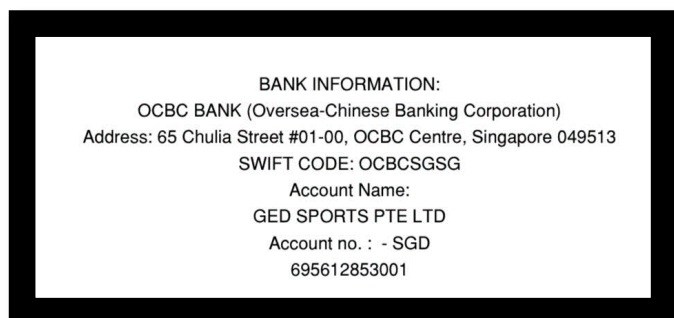 BANK INFORMATION:
OCBC BANK (Oversea-Chinese Banking Corporation)
Address: 65 Chulia Street #01-00, OCBC Centre, Singapore 049513
SWIFT CODE: OCBCSGSG
Account Name:
GED SPORTS PTE LTD
Account no. :  - SGD
695612853001